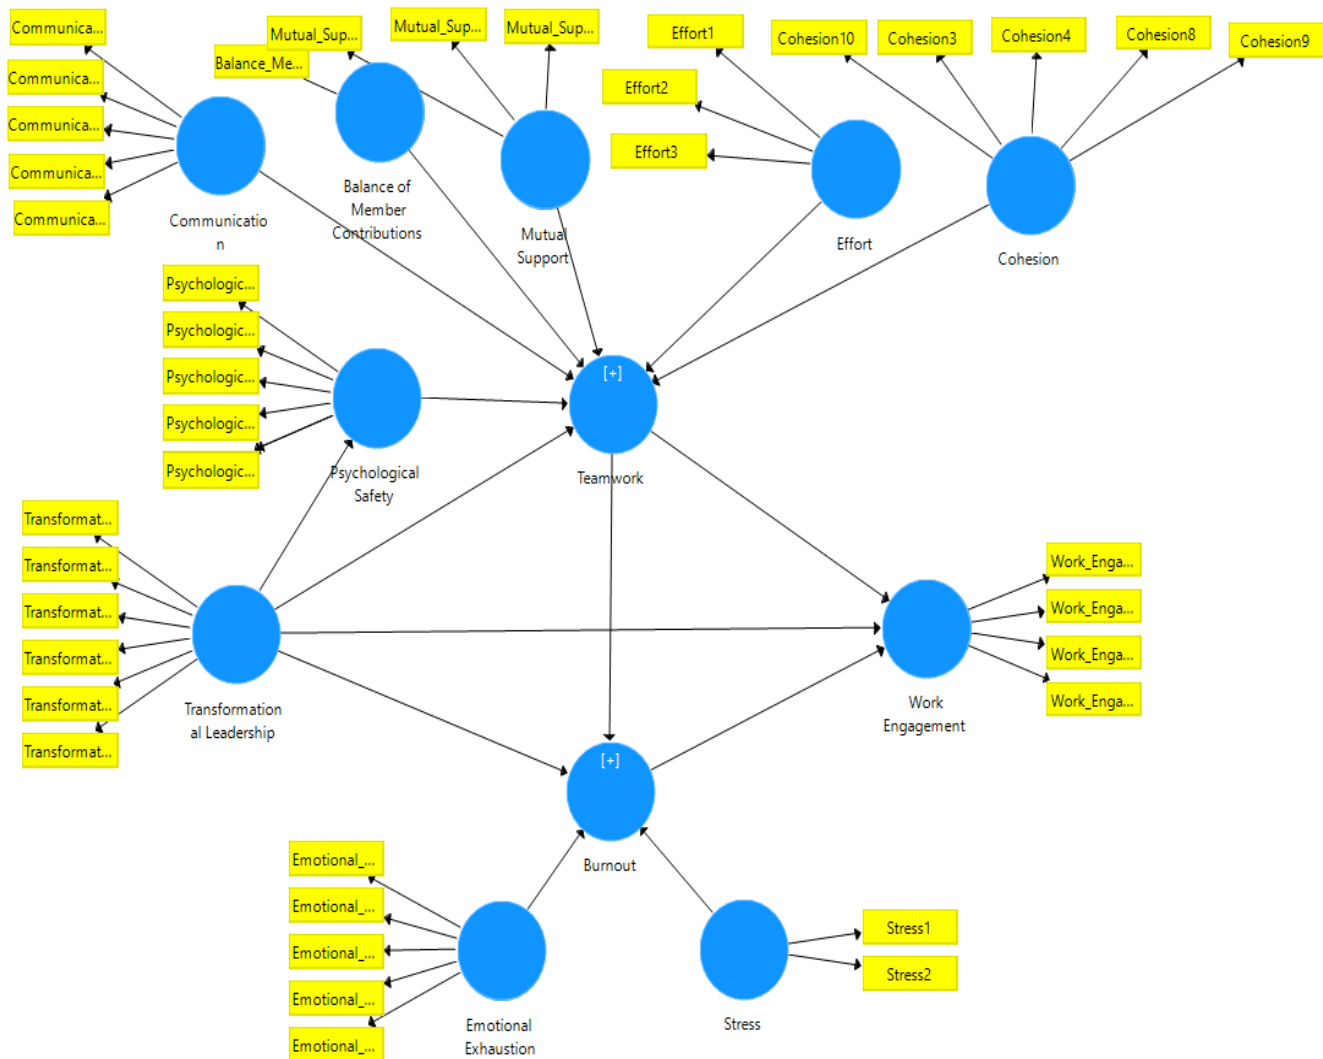 Communica...
Communica...
Communica...
Communica...
Communica...
Mutual_Sup...
Balance_Me...
Mutual_Sup...
Mutual_Sup...
Effort1
Effort2
Effort3
Cohesion10
Cohesion3
Cohesion4
Cohesion8
Cohesion9
Communicatio
n
Balance of
Member
Contributions
Mutual
Support
Effort
Cohesion
Psychologic...
Psychologic...
Psychologic...
Psychologic...
Psychologic...
Psychological
Safety
[+]
Teamwork
Transformat...
Transformat...
Transformat...
Transformat...
Transformat...
Transformat...
Transformation
al Leadership
Work_Enga...
Work_Enga...
Work_Enga...
Work_Enga...
Work
Engagement
[+]
Burnout
Emotional_...
Emotional_...
Emotional_...
Emotional_...
Emotional_...
Emotional
Exhaustion
Stress
Stress1
Stress2